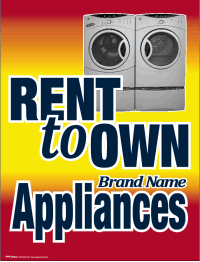 RENT
to OWN
Brand Name
Appliances